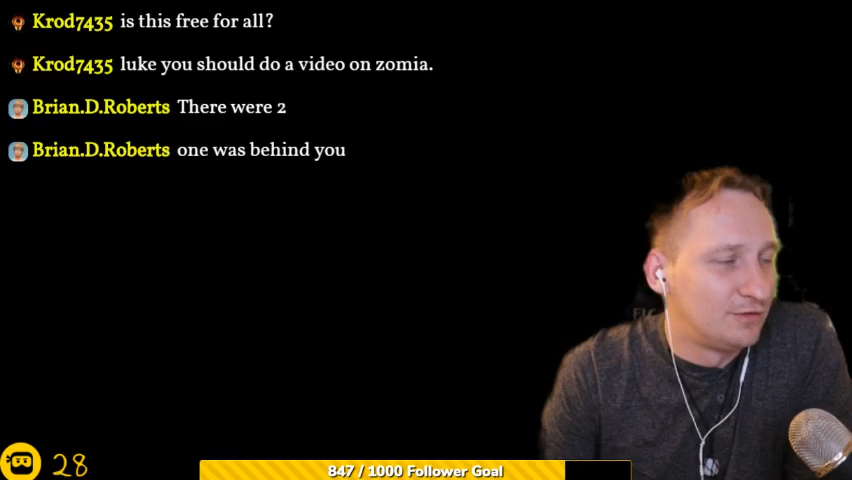 Krod7435 is this free for all?
Krod7435 luke you should do a video on zomia.
Brian.D.Roberts There were 2
Brian.D.Roberts one was behind you
28
847 / 1000 Follower Goal